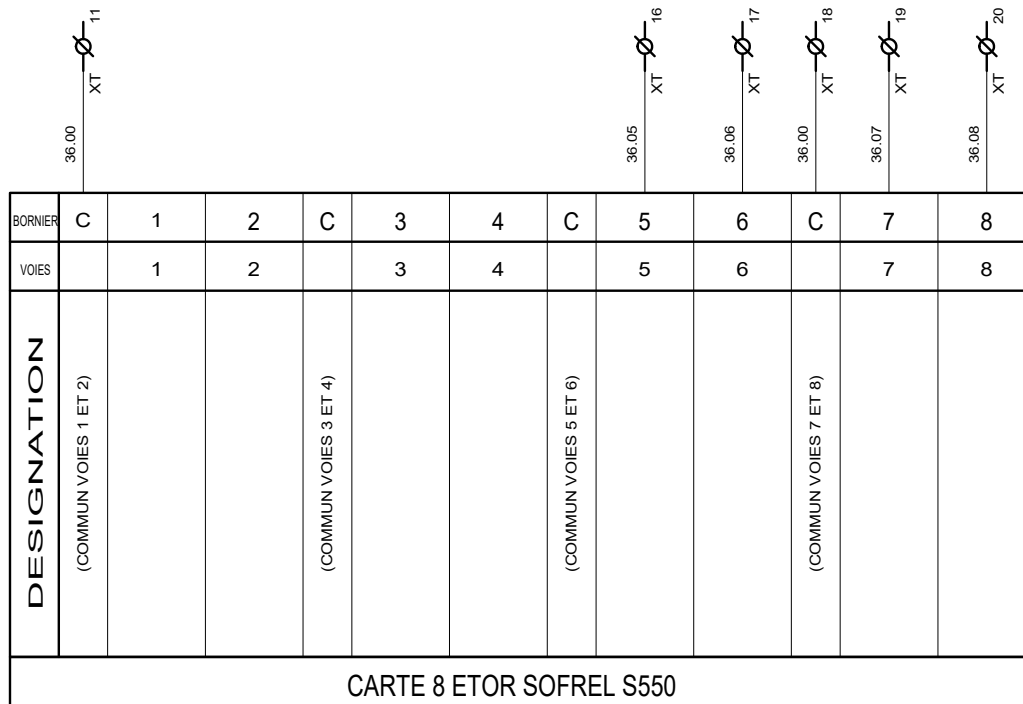 11
XT
36.00
16
XT
36.05
17
XT
36.06
18
XT
36.00
19
XT
36.07
20
XT
36.08
BORNIER C 1 2 C 3 4 C 5 6 C 7 8
VOIES 1 2 3 4 5 6 7 8
DESIGNATION
(COMMUN VOIES 1 ET 2)
(COMMUN VOIES 3 ET 4)
(COMMUN VOIES 5 ET 6)
(COMMUN VOIES 7 ET 8)
CARTE 8 ETOR SOFREL S550